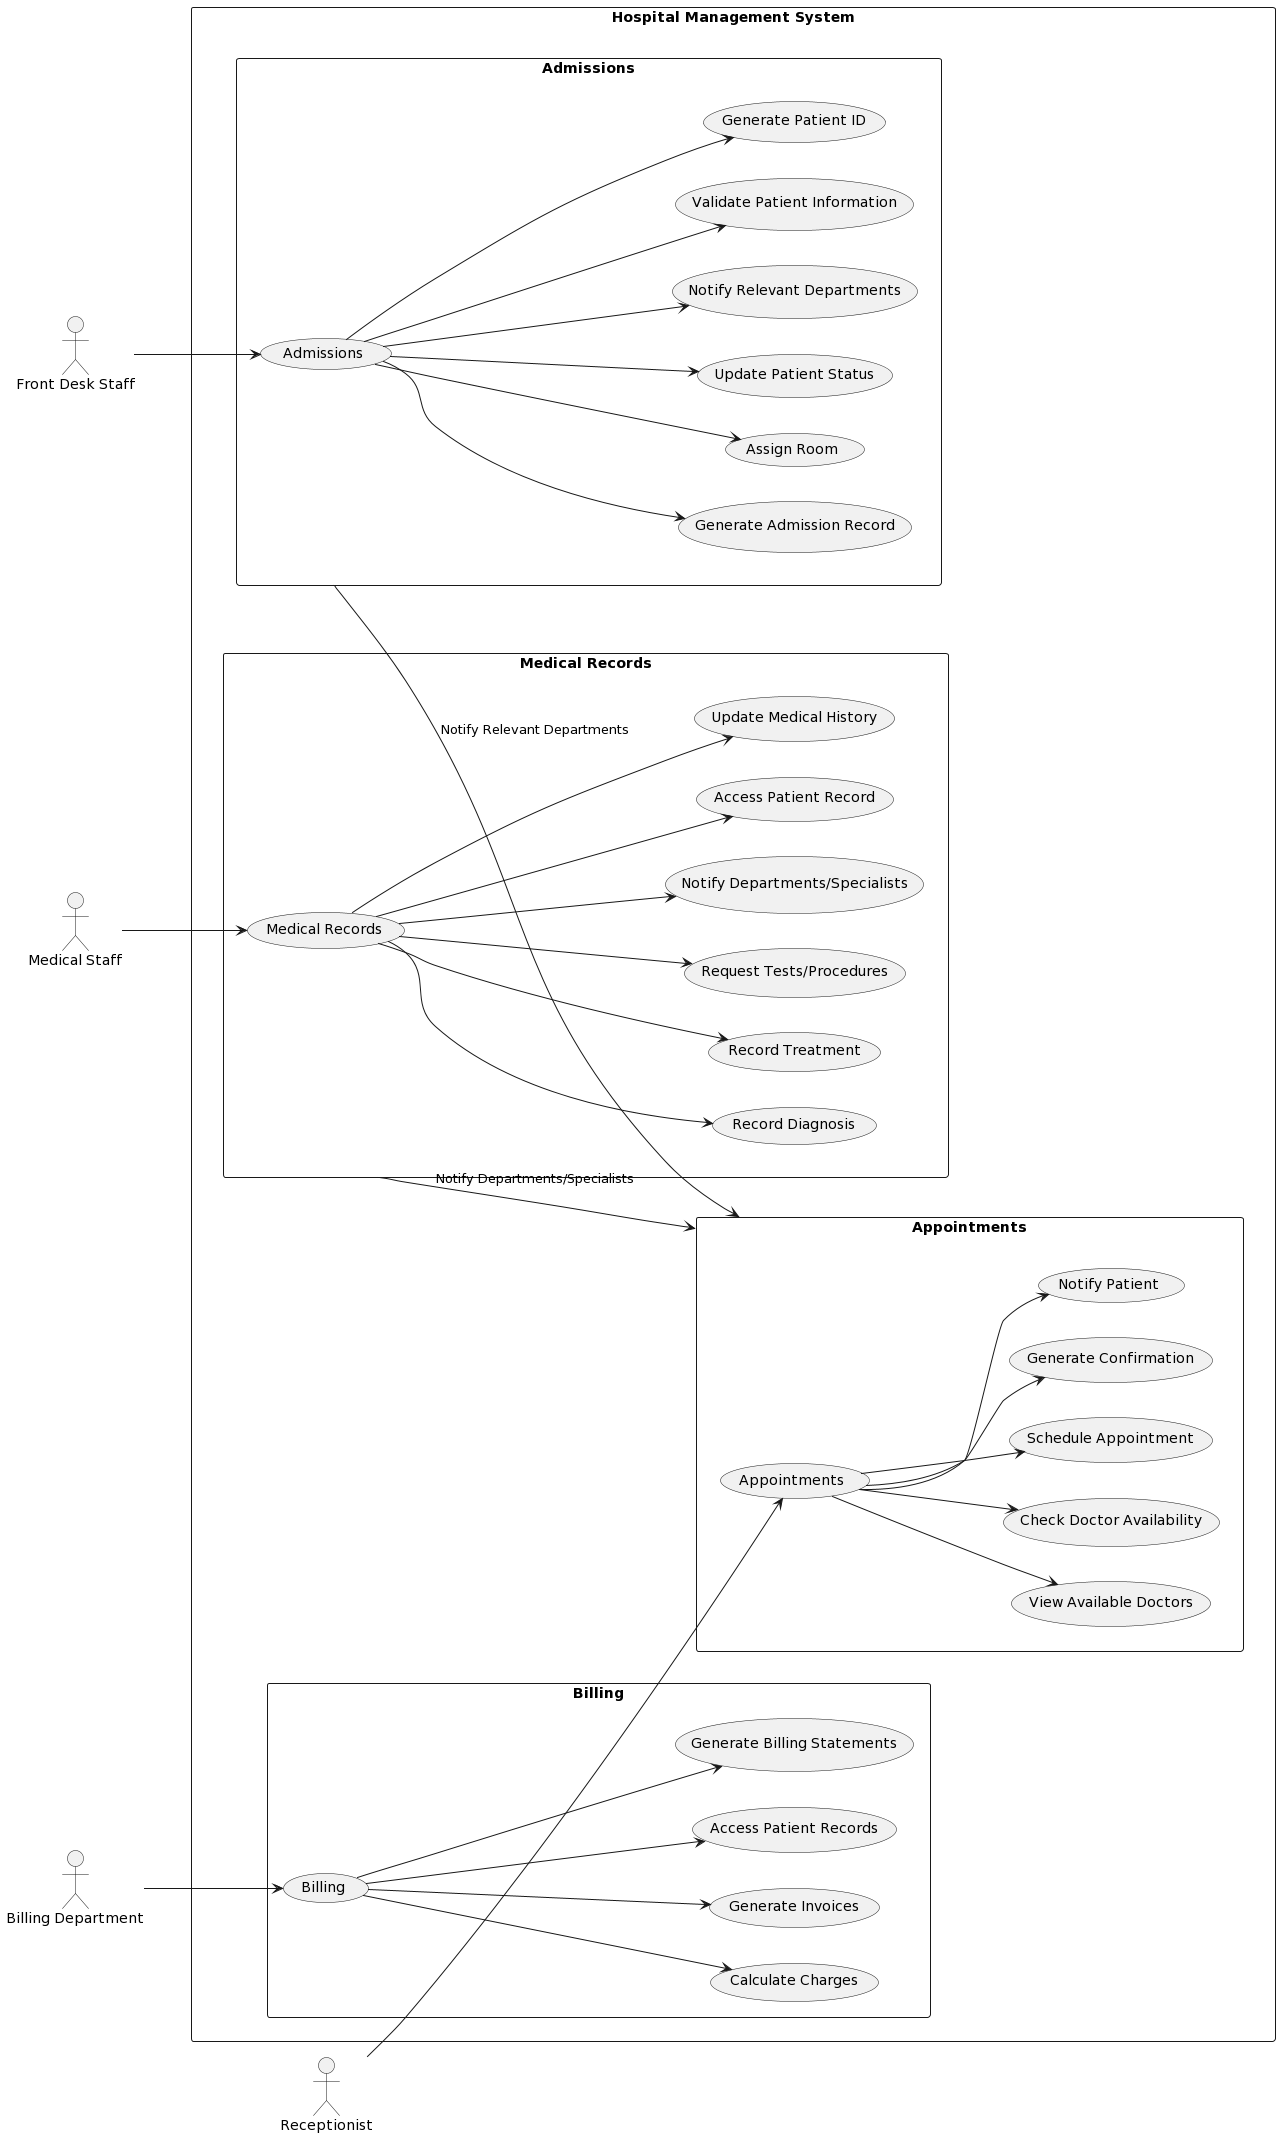 Hospital Management System
Admissions
Generate Patient ID
Validate Patient Information
Notify Relevant Departments
Front Desk Staff
Admissions
Update Patient Status
Assign Room
Generate Admission Record
Medical Records
Update Medical History
Notify Relevant Departments
Access Patient Record
Notify Departments/Specialists
Medical Staff
Medical Records
Request Tests/Procedures
Record Treatment
Record Diagnosis
Notify Departments/Specialists
Appointments
Notify Patient
Generate Confirmation
Schedule Appointment
Appointments
Check Doctor Availability
View Available Doctors
Billing
Generate Billing Statements
Access Patient Records
Billing Department
Billing
Generate Invoices
Calculate Charges
Receptionist